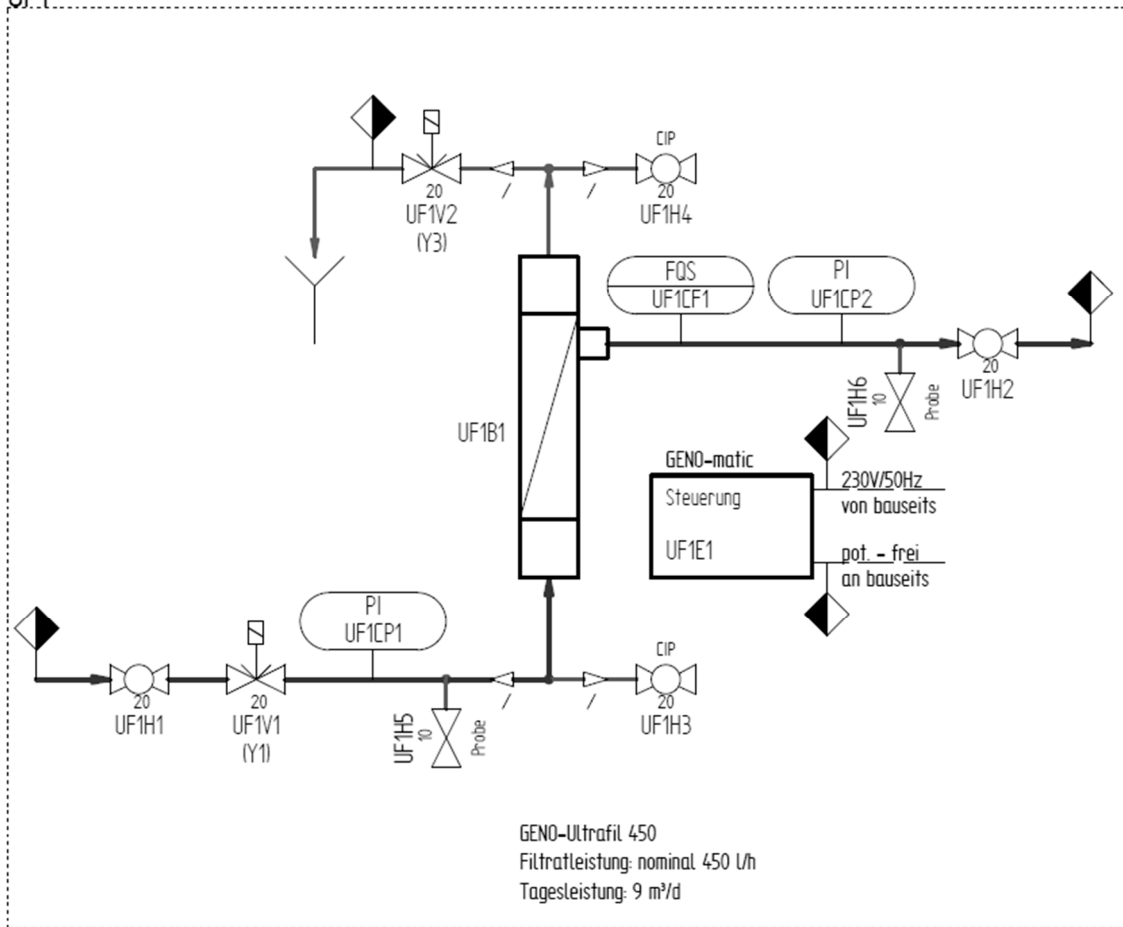 UF1
CIP
20
UF1V2
(Y3)
20
UF1H4
FQS
UF1CF1
PI
UF1CP2
20
UF1H2
UF1H6
10
Probe
UF1B1
GENO-matic
Steuerung
UF1E1
230V/50Hz
von bauseits
pot. - frei
an bauseits
PI
UF1CP1
CIP
20
UF1H1
20
UF1V1
(Y1)
UF1H5
10
Probe
20
UF1H3
GENO-Ultrafil 450
Filtratleistung: nominal 450 l/h
Tagesleistung: 9 m³/d